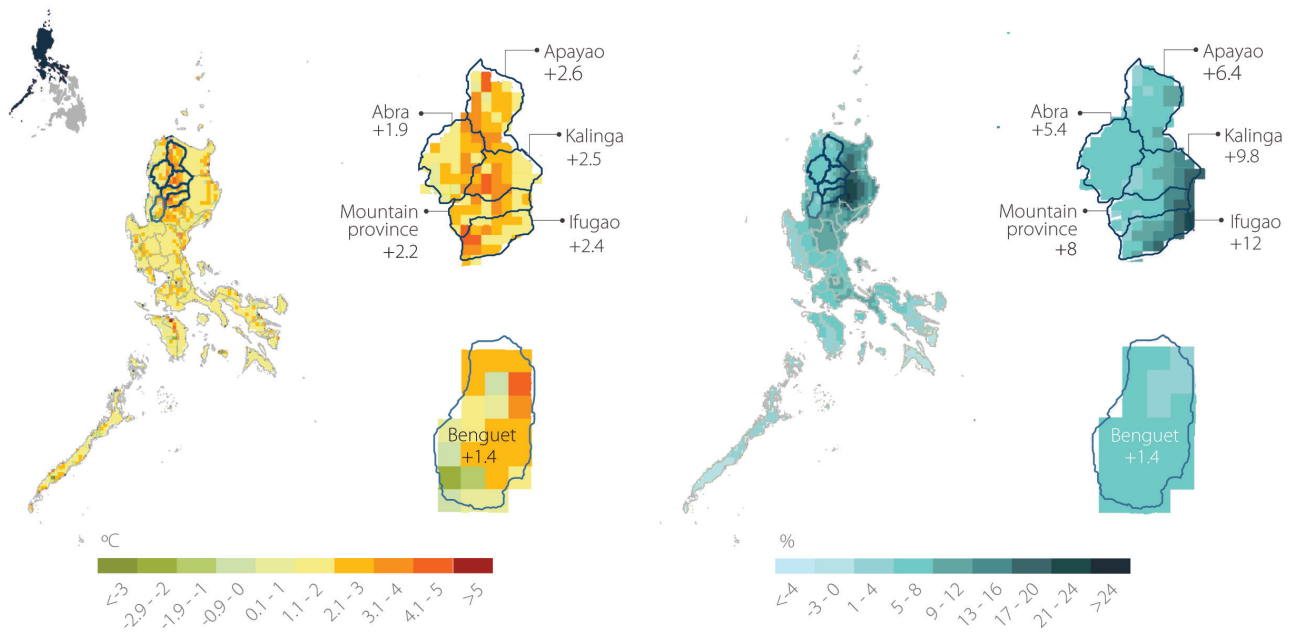 Apayao
+2.6
Abra
+1.9
Kalinga
+2.5
Mountain
province
+2.2
Ifugao
+2.4
Benguet
+1.4
ºC
<-3
-2.9 - -2
-1.9 - -1
-0.9 - 0
0.1 - 1
1.1 - 2
2.1 - 3
3.1 - 4
4.1 - 5
>5
Apayao
+6.4
Abra
+5.4
Kalinga
+9.8
Mountain
province
+8
Ifugao
+12
Benguet
+1.4
%
<-4
-3 - 0
1 - 4
5 - 8
9 - 12
13 - 16
17 - 20
21 - 24
>24